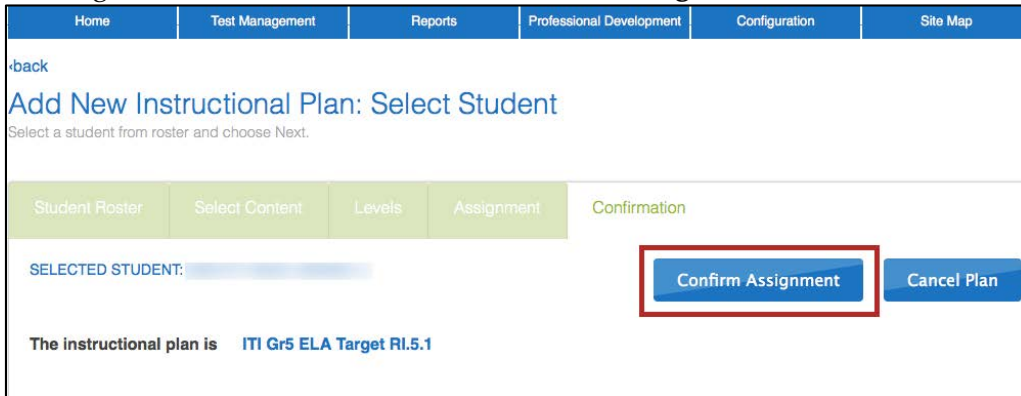 Home Test Management Reports Professional Development Configuration Site Map
‹back
Add New Instructional Plan: Select Student
Select a student from roster and choose Next.
Student Roster Select Content Levels Assignment Confirmation
SELECTED STUDENT:
Confirm Assignment Cancel Plan
The instructional plan is ITI Gr5 ELA Target RI.5.1